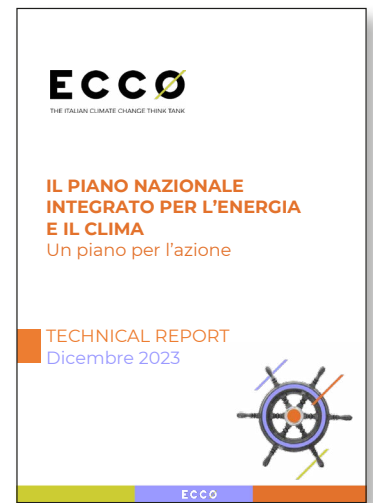 ECCO
THE ITALIAN CLIMATE CHANGE THINK TANK
IL PIANO NAZIONALE
INTEGRATO PER L'ENERGIA
E IL CLIMA
Un piano per l'azione
TECHNICAL REPORT
Dicembre 2023
ECCO